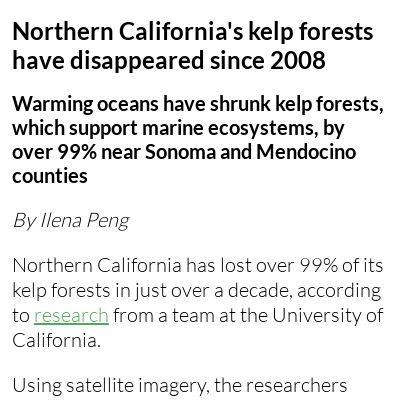 Northern California's kelp forests
have disappeared since 2008
Warming oceans have shrunk kelp forests,
which support marine ecosystems, by
over 99% near Sonoma and Mendocino
counties
By Ilena Peng
Northern California has lost over 99% of its
kelp forests in just over a decade, according
to research from a team at the University of
California.
Using satellite imagery, the researchers